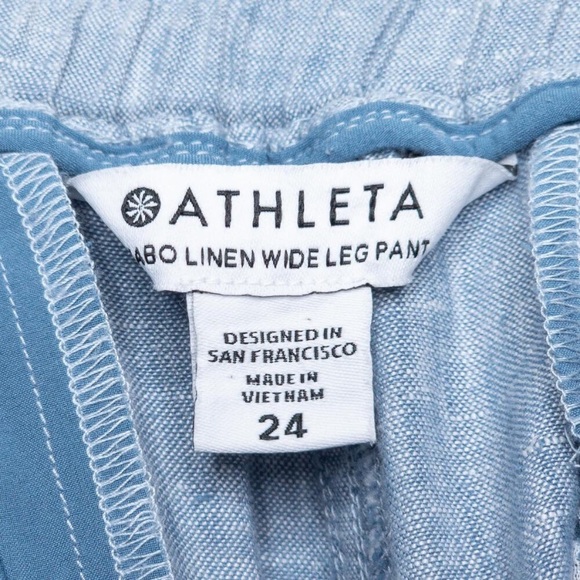 ATHLETA
ABO LINEN WIDE LEG PANT
DESIGNED IN
SAN FRANCISCO
MADE IN
VIETNAM
24